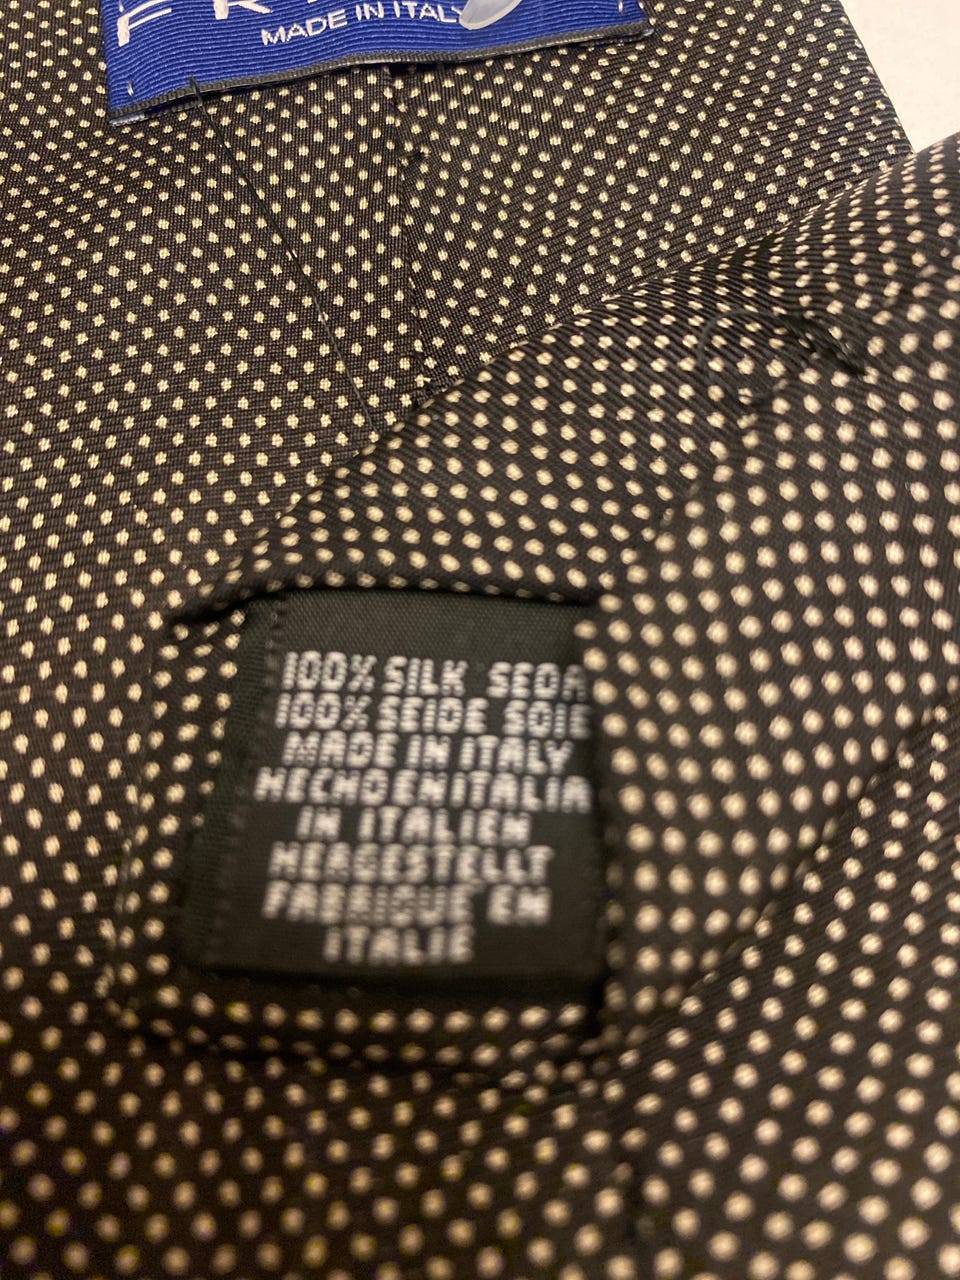 MADE IN ITALY
100% SILK SEDA
100% SEIDE SOIE
MADE IN ITALY
HECHO EN ITALIA
IN ITALIEN
HERGESTELLT
FABRIQUE EN
ITALIE